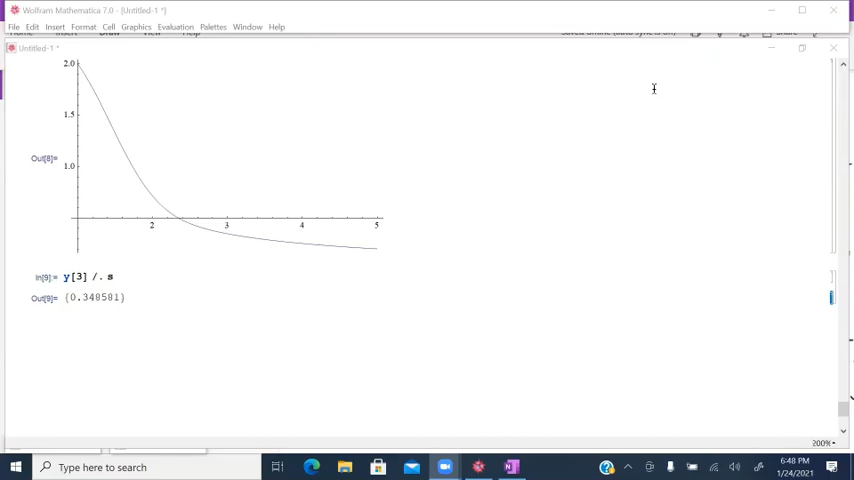 Wolfram Mathematica 7.0 - [Untitled-1 *]
File Edit Insert Format Cell Graphics Evaluation Palettes Window Help
Untitled-1 *
2.0
1.5
Out[8]=
1.0
2 3 4 5
In[9]:= y[3] /. s
Out[9]= {0.348581}
200%
Type here to search
6:48 PM
1/24/2021